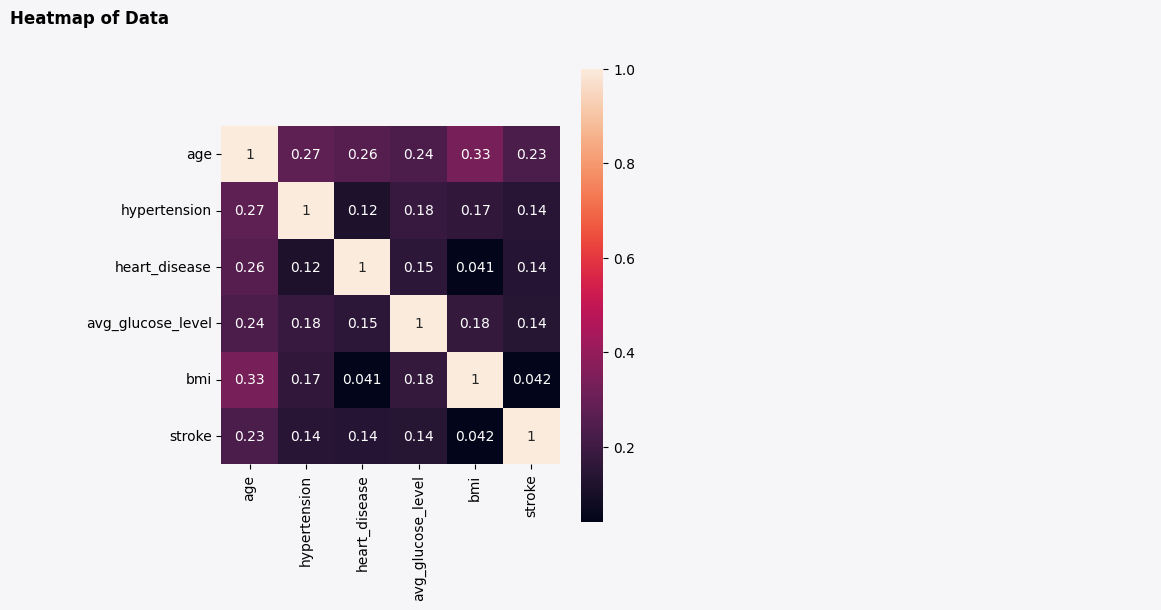 Heatmap of Data
1.0
age 1 0.27 0.26 0.24 0.33 0.23
0.8
hypertension 0.27 1 0.12 0.18 0.17 0.14
heart_disease 0.26 0.12 1 0.15 0.041 0.14
0.6
avg_glucose_level 0.24 0.18 0.15 1 0.18 0.14
0.4
bmi 0.33 0.17 0.041 0.18 1 0.042
stroke 0.23 0.14 0.14 0.14 0.042 1
0.2
age
hypertension
heart_disease
avg_glucose_level
bmi
stroke